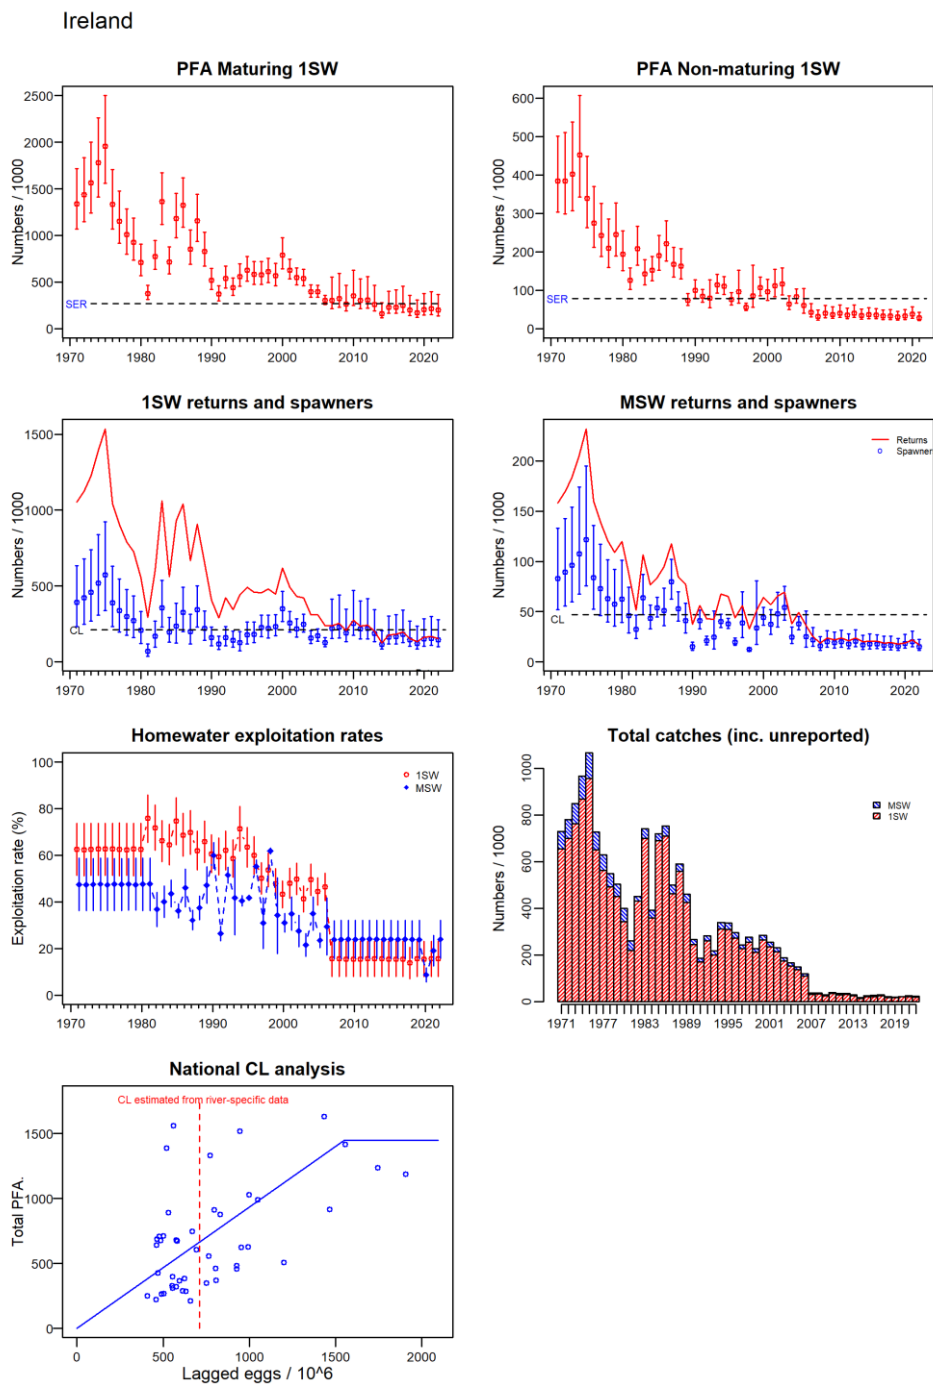 Ireland
PFA Maturing 1SW
Numbers / 1000
2500
2000
1500
1000
500
0
SER
1970 1980 1990 2000 2010 2020
PFA Non-maturing 1SW
Numbers / 1000
600
500
400
300
200
100
0
SER
1970 1980 1990 2000 2010 2020
1SW returns and spawners
Numbers / 1000
1500
1000
500
0
CL
1970 1980 1990 2000 2010 2020
MSW returns and spawners
Numbers / 1000
200
150
100
50
0
CL
Returns
Spawner
1970 1980 1990 2000 2010 2020
Homewater exploitation rates
Exploitation rate (%)
100
80
60
40
20
0
1SW
MSW
1970 1980 1990 2000 2010 2020
Total catches (inc. unreported)
Numbers / 1000
1000
800
600
400
200
0
MSW
1SW
1971 1977 1983 1989 1995 2001 2007 2013 2019
National CL analysis
CL estimated from river-specific data
Total PFA.
1500
1000
500
0
0 500 1000 1500 2000
Lagged eggs / 10^6